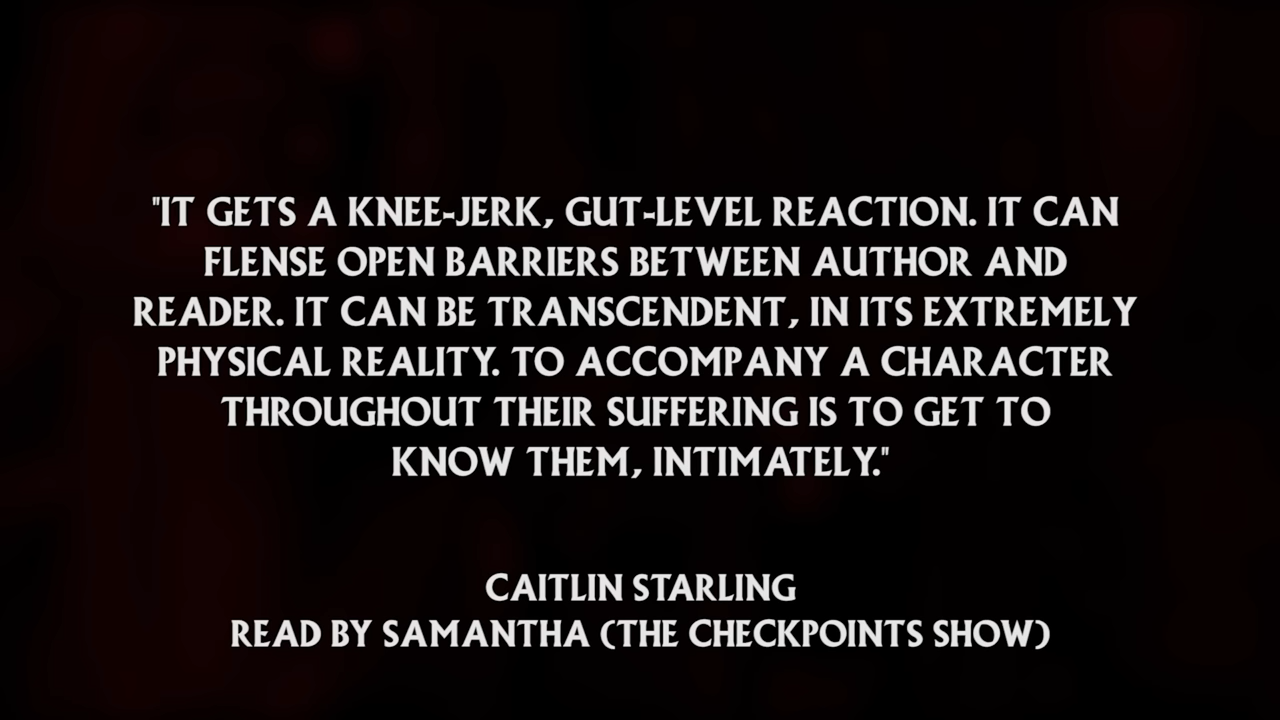 "IT GETS A KNEE-JERK, GUT-LEVEL REACTION. IT CAN
FLENSE OPEN BARRIERS BETWEEN AUTHOR AND
READER. IT CAN BE TRANSCENDENT, IN ITS EXTREMELY
PHYSICAL REALITY. TO ACCOMPANY A CHARACTER
THROUGHOUT THEIR SUFFERING IS TO GET TO
KNOW THEM, INTIMATELY."
CAITLIN STARLING
READ BY SAMANTHA (THE CHECKPOINTS SHOW)